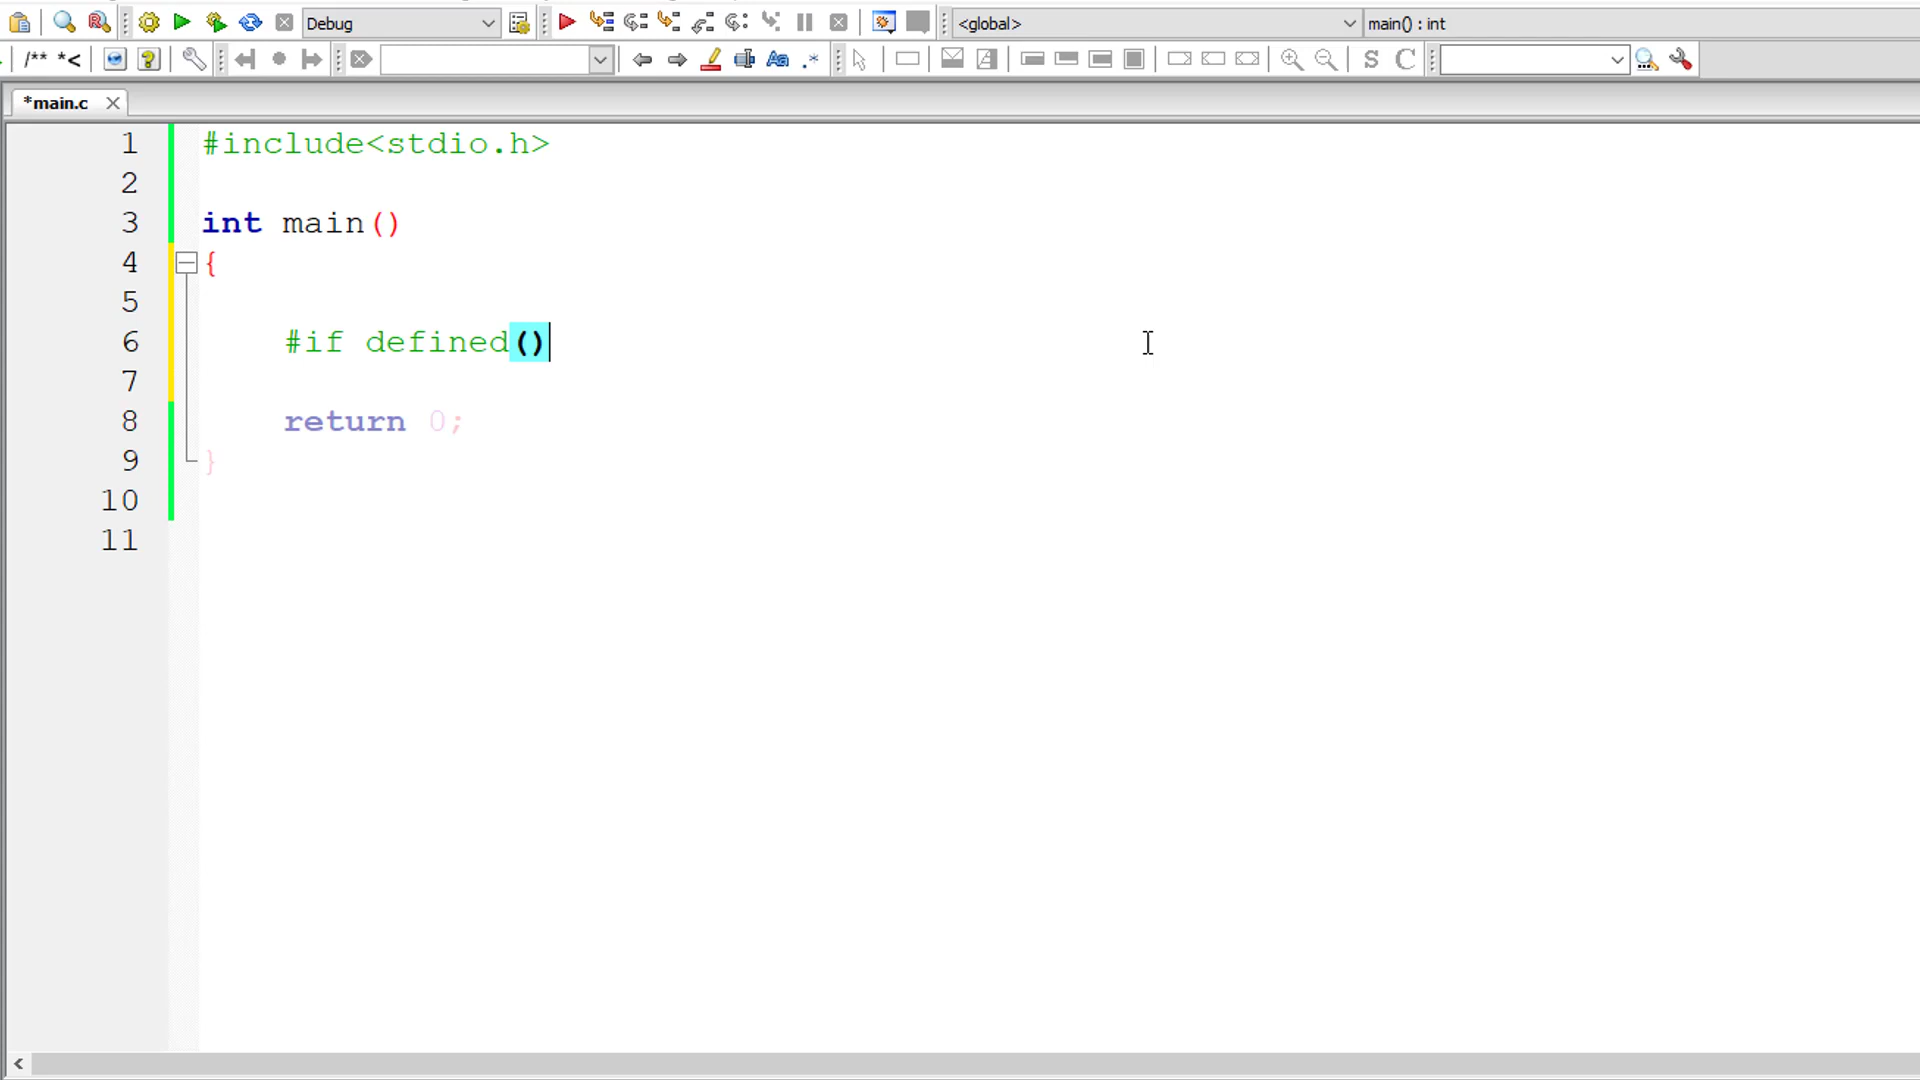 Debug
<global>
main() : int
/** *<
Aa
.*
S
C
*main.c
1 #include<stdio.h>
2
3 int main()
4 {
5
6 #if defined()
7
8 return 0;
9 }
10
11